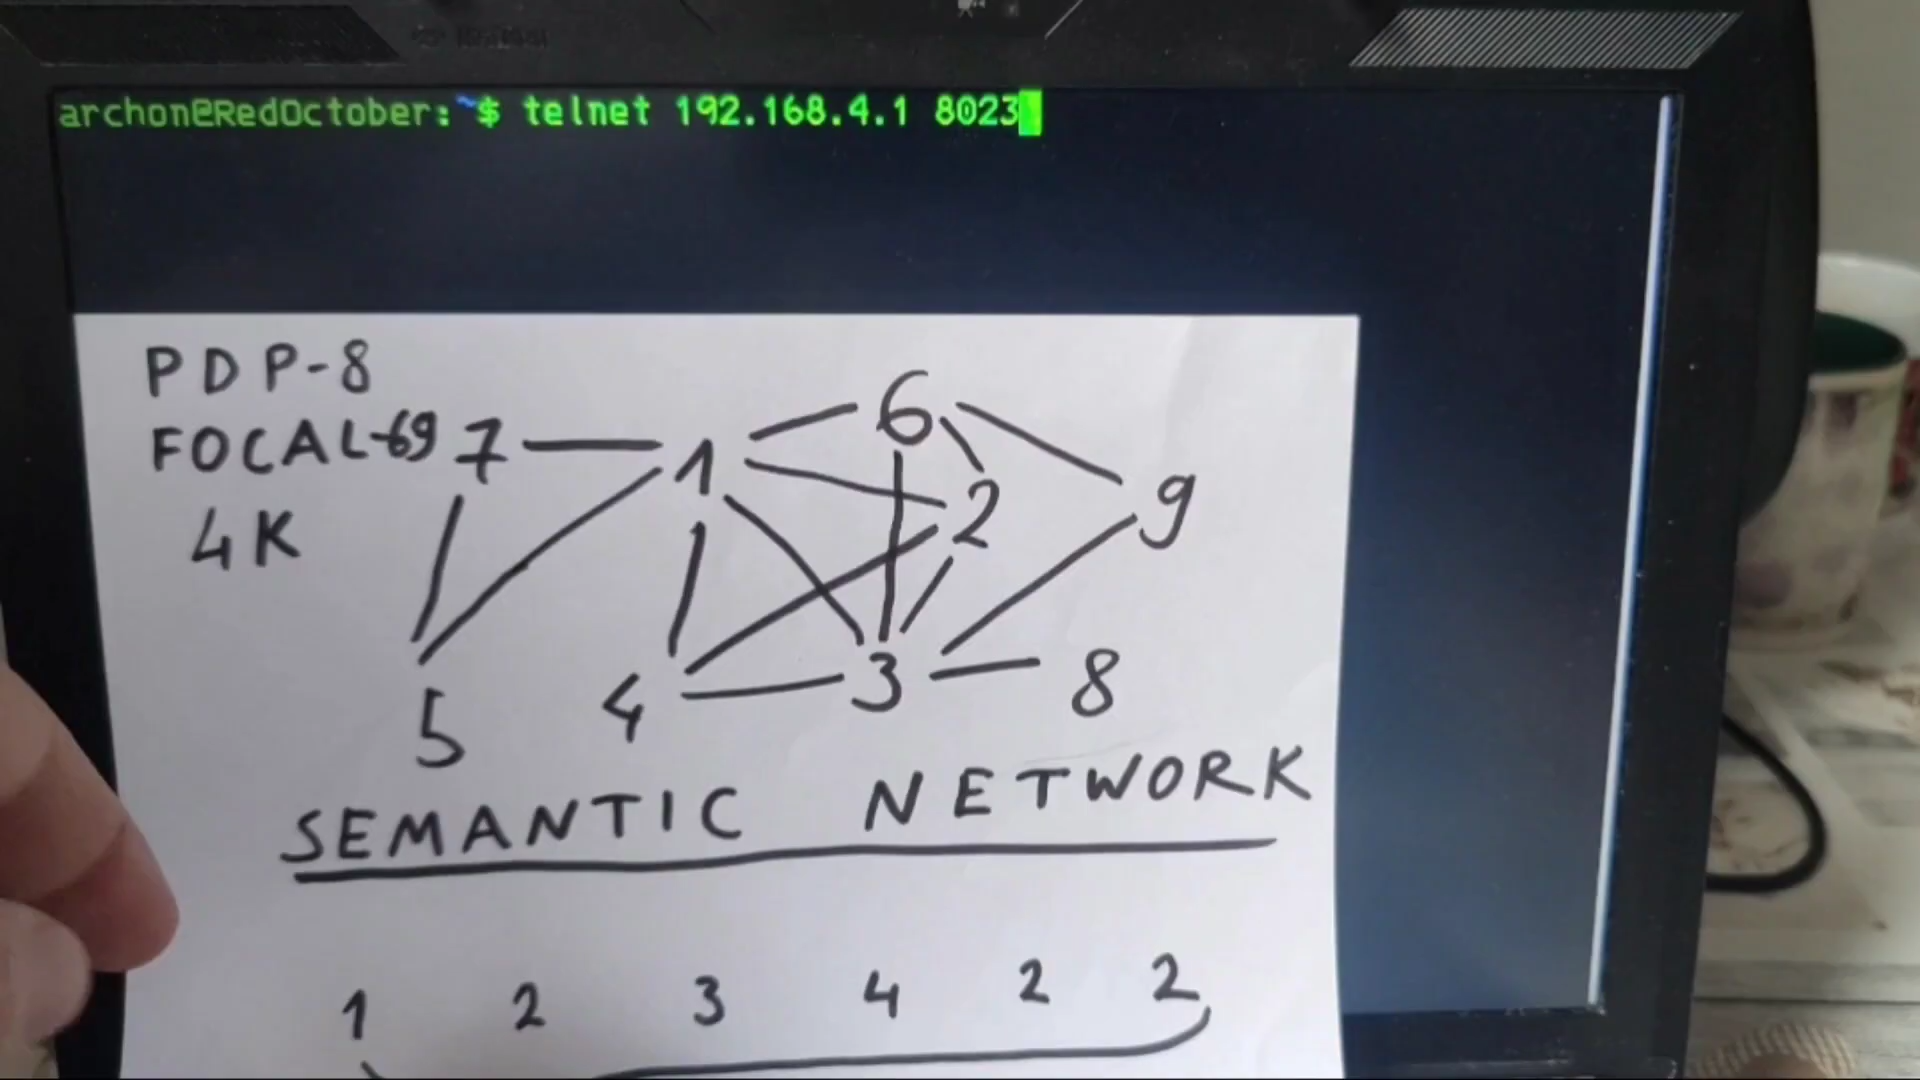 archon@RedOctober:~$ telnet 192.168.4.1 8023
PDP-8
FOCAL-69
4K
7 1 6
2 9
5 4 3 8
SEMANTIC NETWORK
1 2 3 4 2 2